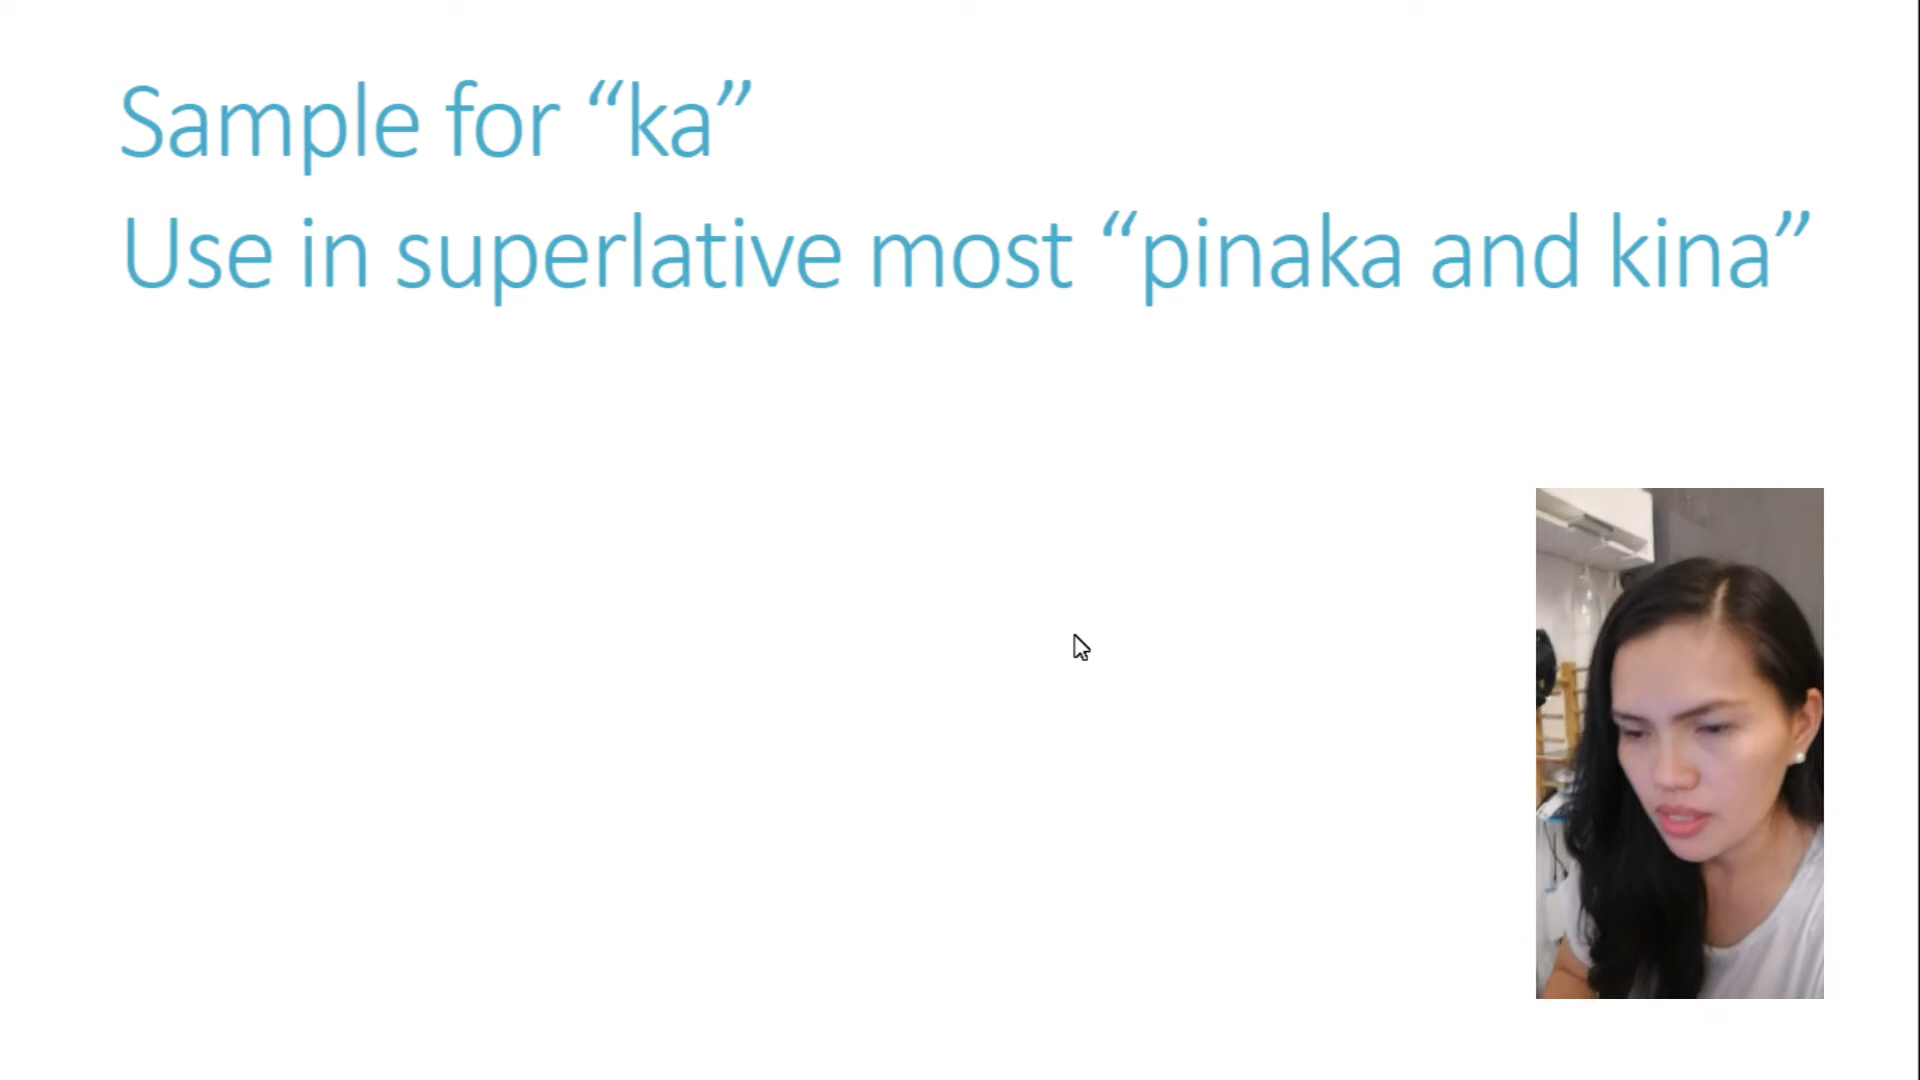 Sample for “ka”
Use in superlative most “pinaka and kina”